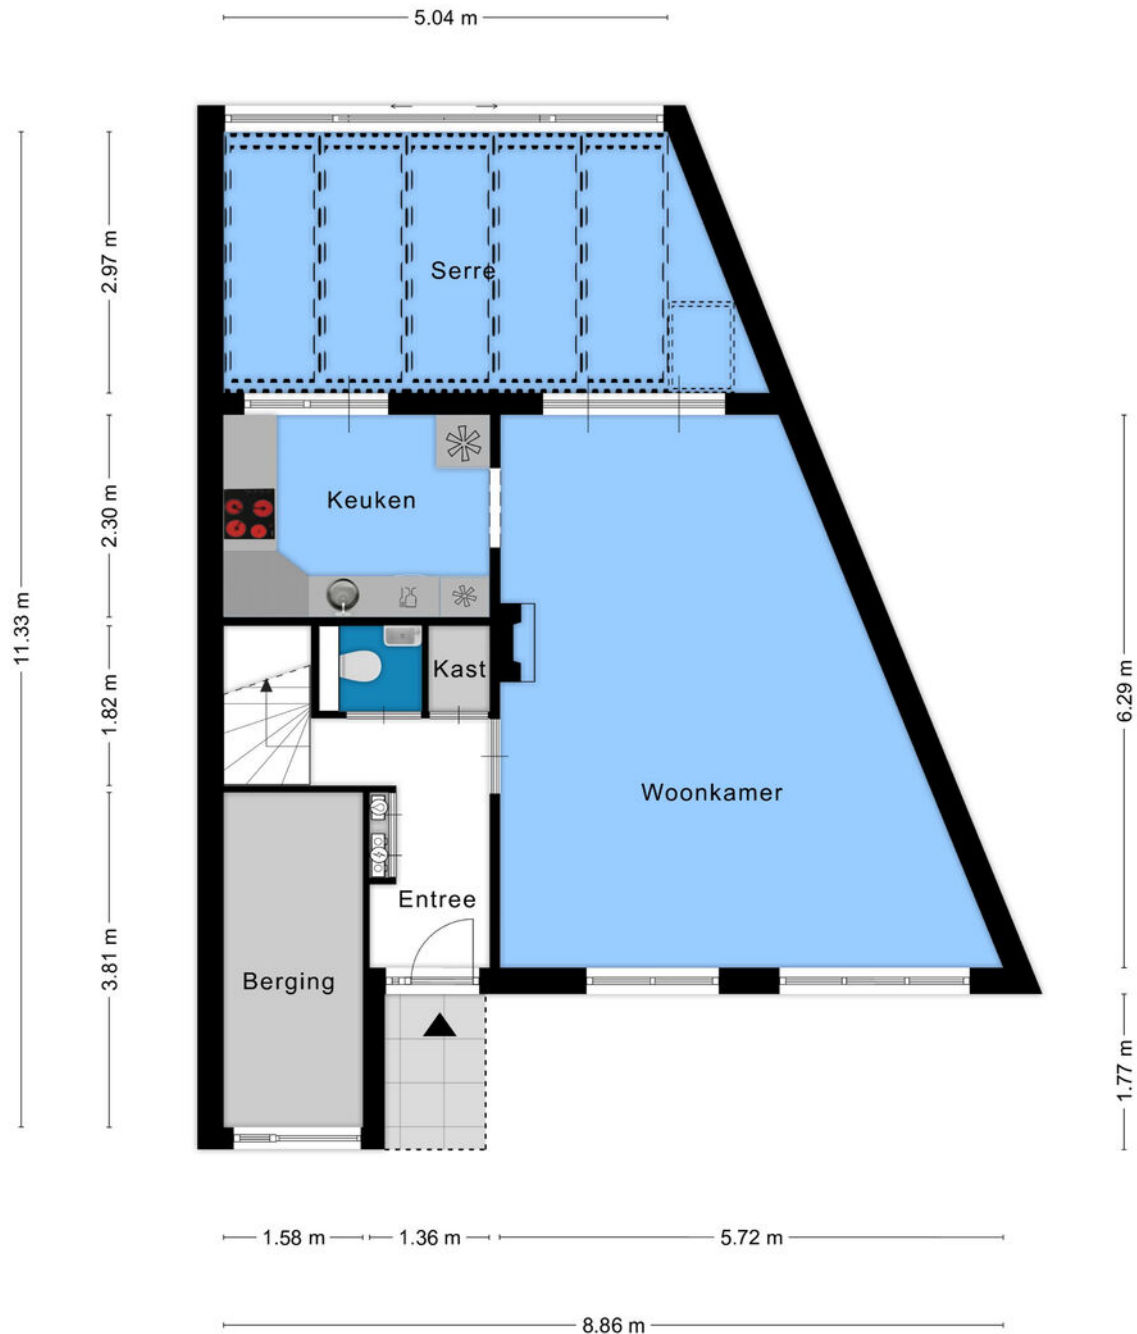 5.04 m
Serre
2.97 m
Keuken
2.30 m
11.33 m
Kast
1.82 m
6.29 m
Woonkamer
Entree
3.81 m
Berging
1.77 m
1.58 m
1.36 m
5.72 m
8.86 m